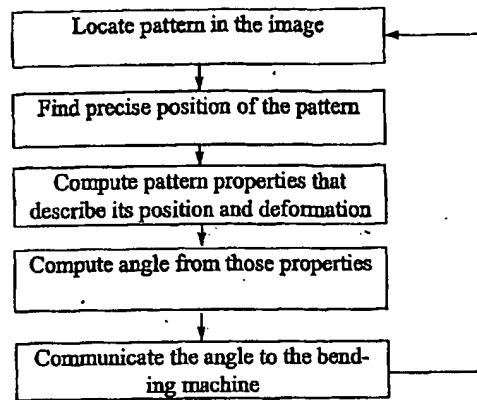 Locate pattern in the image
Find precise position of the pattern
Compute pattern properties that
describe its position and deformation
Compute angle from those properties
Communicate the angle to the bend-
ing machine